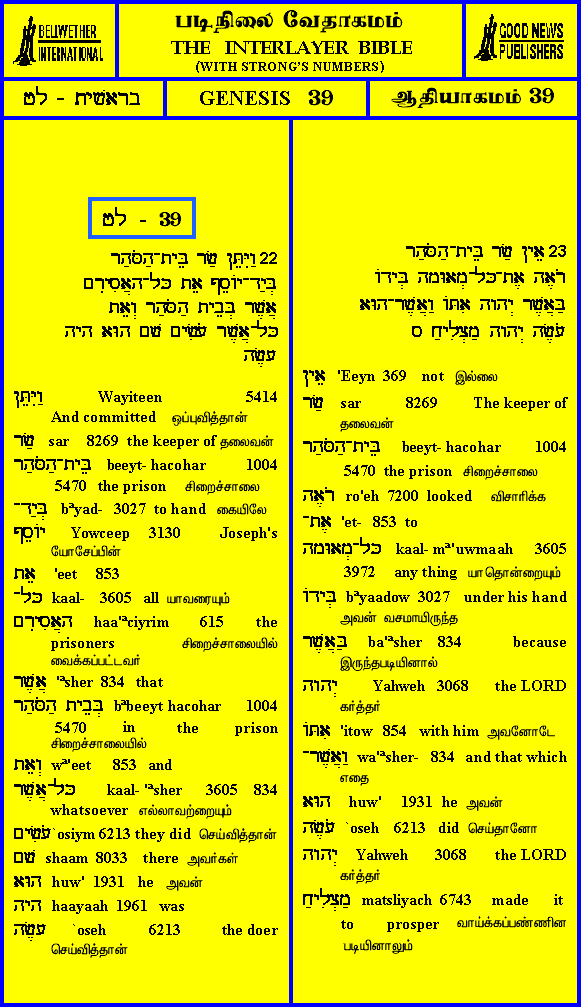 BELLWETHER
INTERNATIONAL
படிநிலை வேதாகமம்
THE INTERLAYER BIBLE
(WITH STRONG'S NUMBERS)
GOOD NEWS
PUBLISHERS
בראשית - לט
GENESIS 39
ஆதியாகமம் 39
לט - 39
22 וַיִּתֵּן שַׂר בֵּית־הַסֹּהַר
בְּיַד־יוֹסֵף אֵת כָּל־הָאֲסִירִם
אֲשֶׁר בְּבֵית הַסֹּהַר וְאֵת
כָּל־אֲשֶׁר עֹשִׂים שָׁם הוּא הָיָה
עֹשֶׂה
וַיִּתֵּן Wayiteen 5414
And committed ஒப்புவித்தான்
שַׂר sar 8269 the keeper of தலைவன்
בֵּית־הַסֹּהַר beeyt- hacohar 1004
5470 the prison சிறைச்சாலை
בְּיַד־ bªyad- 3027 to hand கையிலே
יוֹסֵף Yowceep 3130 Joseph's
யோசேப்பின்
אֵת 'eet 853
כָּל־ kaal- 3605 all யாவரையும்
הָאֲסִירִם haa'ªciyrim 615 the
prisoners சிறைச்சாலையில்
வைக்கப்பட்டவர்
אֲשֶׁר 'ªsher 834 that
בְּבֵית הַסֹּהַר bªbeeyt hacohar 1004
5470 in the prison
சிறைச்சாலையில்
וְאֵת wª'eet 853 and
כָּל־אֲשֶׁר kaal- 'ªsher 3605 834
whatsoever எல்லாவற்றையும்
עֹשִׂים `osiym 6213 they did செய்வித்தான்
שָׁם shaam 8033 there அவர்கள்
הוּא huw' 1931 he அவன்
הָיָה haayaah 1961 was
עֹשֶׂה `oseh 6213 the doer
செய்வித்தான்
23 אֵין שַׂר בֵּית־הַסֹּהַר
רֹאֶה אֶת־כָּל־מְאוּמָה בְּיָדוֹ
בַּאֲשֶׁר יְהוָה אִתּוֹ וַאֲשֶׁר־הוּא
עֹשֶׂה יְהוָה מַצְלִיחַ ס
אֵין 'Eeyn 369 not இல்லை
שַׂר sar 8269 The keeper of
தலைவன்
בֵּית־הַסֹּהַר beeyt- hacohar 1004
5470 the prison சிறைச்சாலை
רֹאֶה ro'eh 7200 looked விசாரிக்க
אֶת־ 'et- 853 to
כָּל־מְאוּמָה kaal- mª'uwmaah 3605
3972 any thing யாதொன்றையும்
בְּיָדוֹ bªyaadow 3027 under his hand
அவன் வசமாயிருந்த
בַּאֲשֶׁר ba'ªsher 834 because
இருந்தபடியினால்
יְהוָה Yahweh 3068 the LORD
கர்த்தர்
אִתּוֹ 'itow 854 with him அவனோடே
וַאֲשֶׁר־ wa'ªsher- 834 and that which
எதை
הוּא huw' 1931 he அவன்
עֹשֶׂה `oseh 6213 did செய்தானோ
יְהוָה Yahweh 3068 the LORD
கர்த்தர்
מַצְלִיחַ matsliyach 6743 made it
to prosper வாய்க்கப்பண்ணின
படியினாலும்